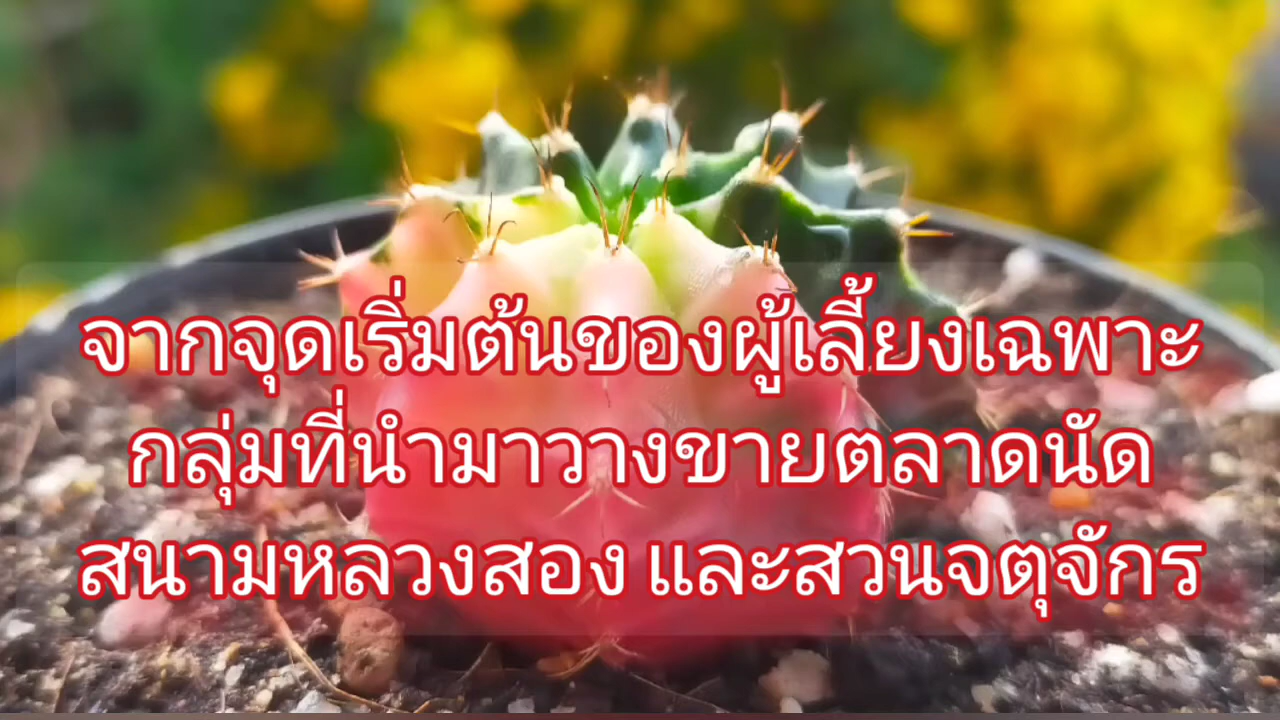 จากจุดเริ่มต้นของผู้เลี้ยงเฉพาะ
กลุ่มที่นำมาวางขายตลาดนัด
สนามหลวงสอง และสวนจตุจักร